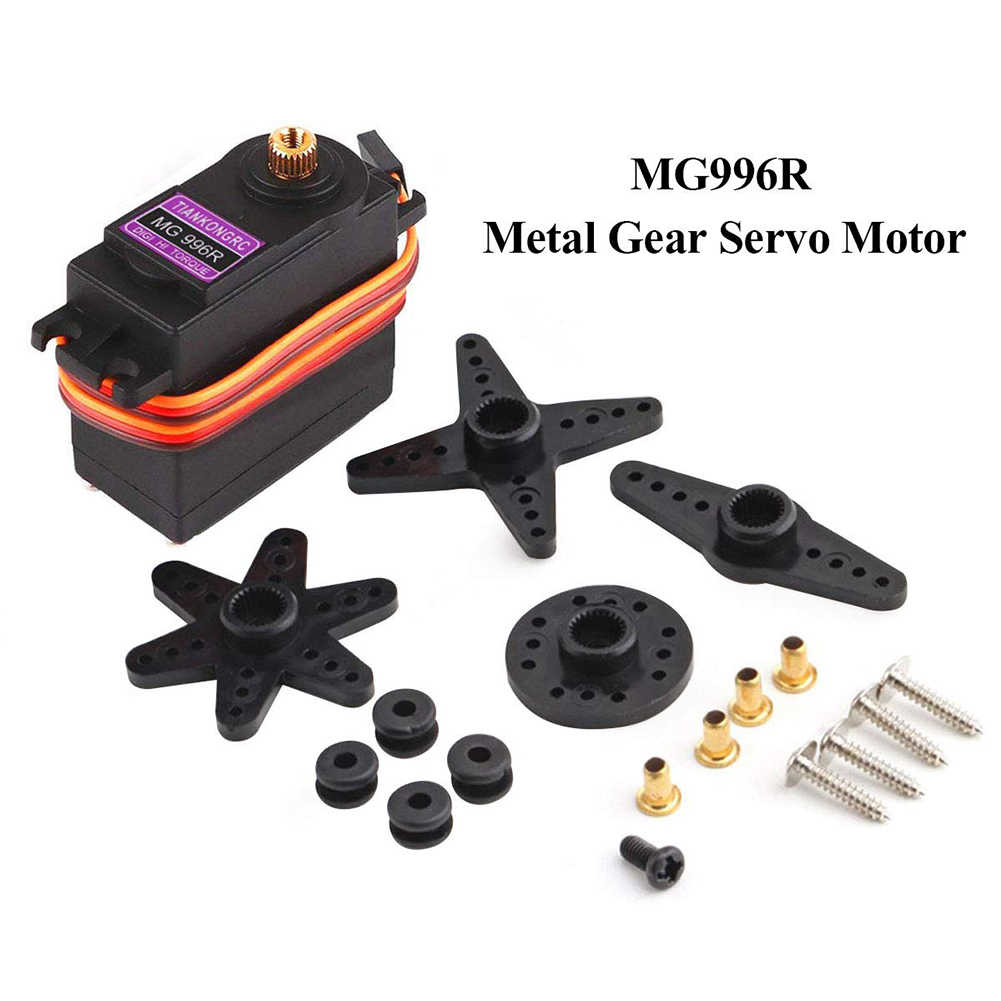 MG996R
Metal Gear Servo Motor
TIANKONGRC
MG 996R
DIGI HI TORQUE